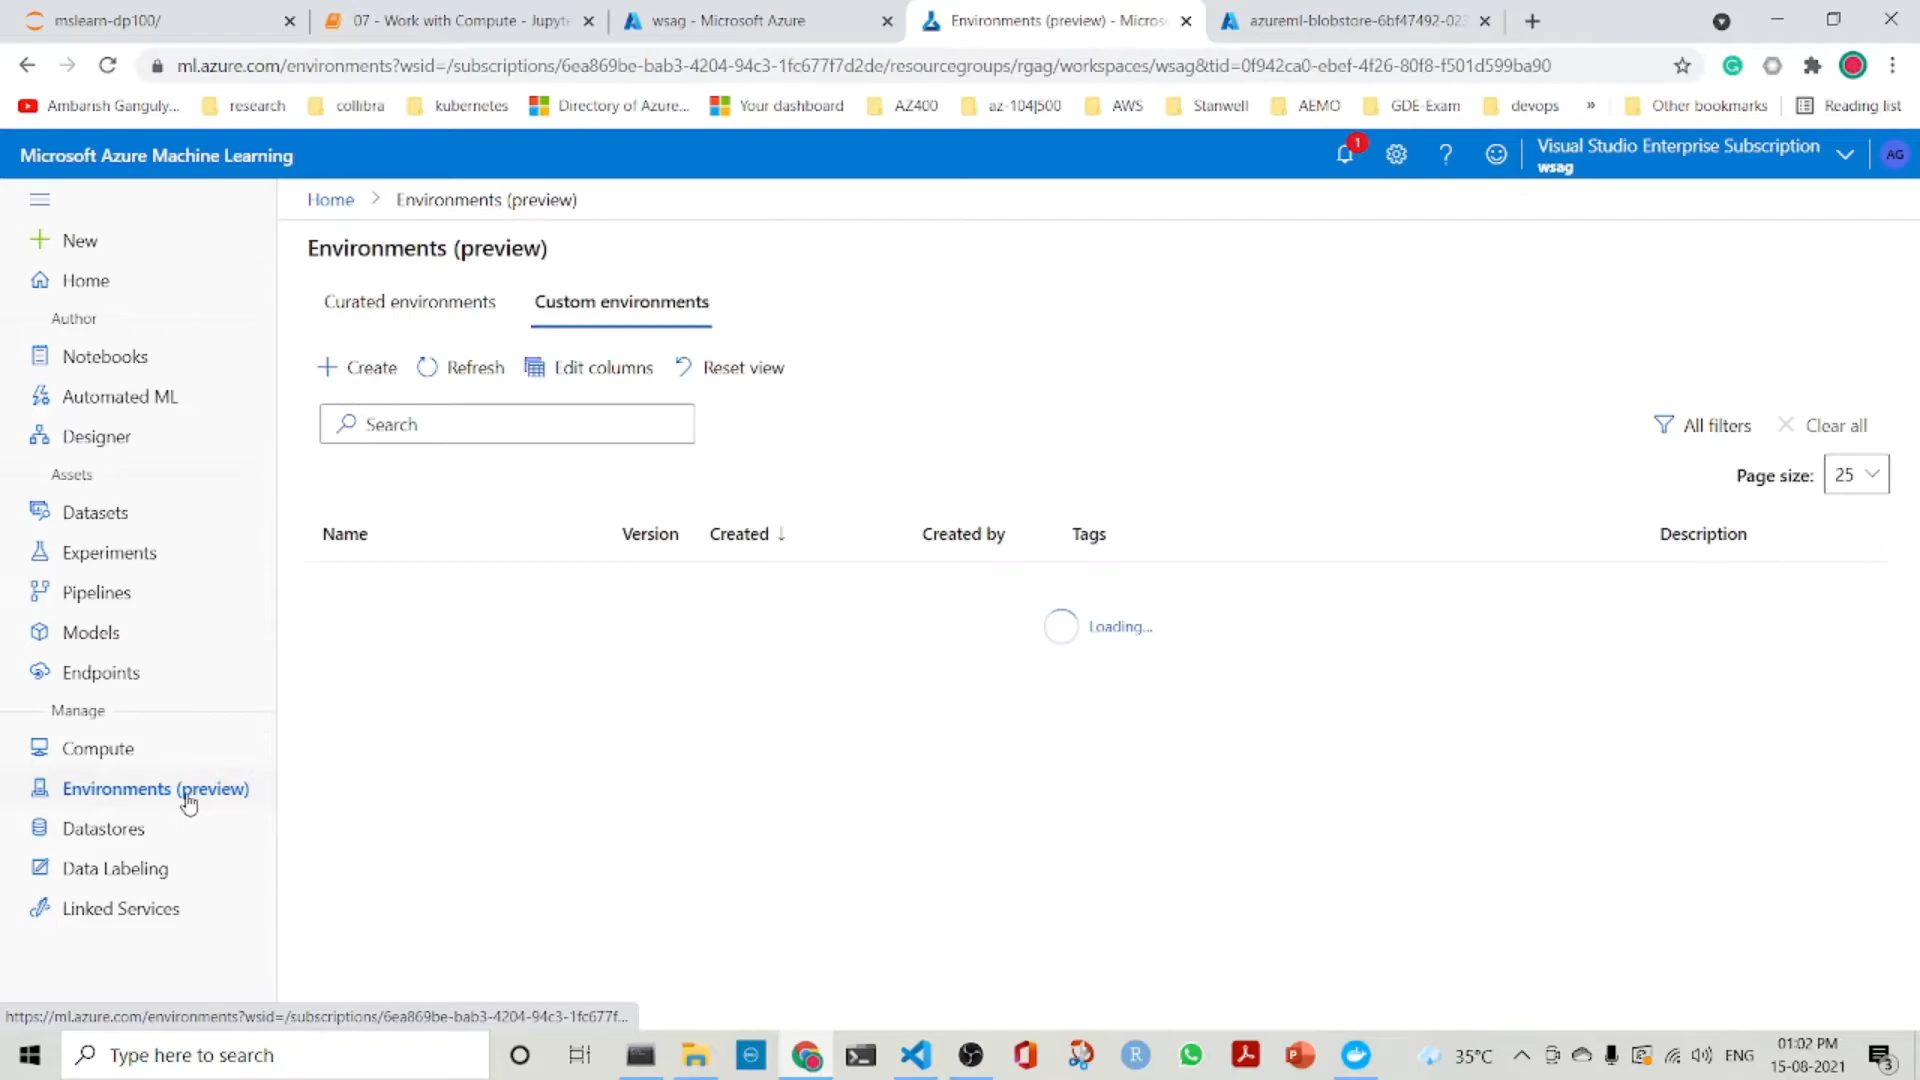 mslearn-dp100/
07 - Work with Compute - Jupyte
wsag - Microsoft Azure
Environments (preview) - Micros
azureml-blobstore-6bf47492-023
ml.azure.com/environments?wsid=/subscriptions/6ea869be-bab3-4204-94c3-1fc677f7d2de/resourcegroups/rgag/workspaces/wsag&tid=0f942ca0-ebef-4f26-80f8-f501d599ba90
Ambarish Ganguly...
research
collibra
kubernetes
Directory of Azure...
Your dashboard
AZ400
az-104|500
AWS
Stanwell
AEMO
GDE-Exam
devops
»
Other bookmarks
Reading list
Microsoft Azure Machine Learning
1
?
Visual Studio Enterprise Subscription
wsag
AG
Home > Environments (preview)
New
Home
Author
Notebooks
Automated ML
Designer
Assets
Datasets
Experiments
Pipelines
Models
Endpoints
Manage
Compute
Environments (preview)
Datastores
Data Labeling
Linked Services
Environments (preview)
Curated environments
Custom environments
Create
Refresh
Edit columns
Reset view
Search
All filters
Clear all
Page size: 25
Name
Version
Created ↓
Created by
Tags
Description
Loading...
https://ml.azure.com/environments?wsid=/subscriptions/6ea869be-bab3-4204-94c3-1fc677f...
Type here to search
35°C
ENG
01:02 PM
15-08-2021
3